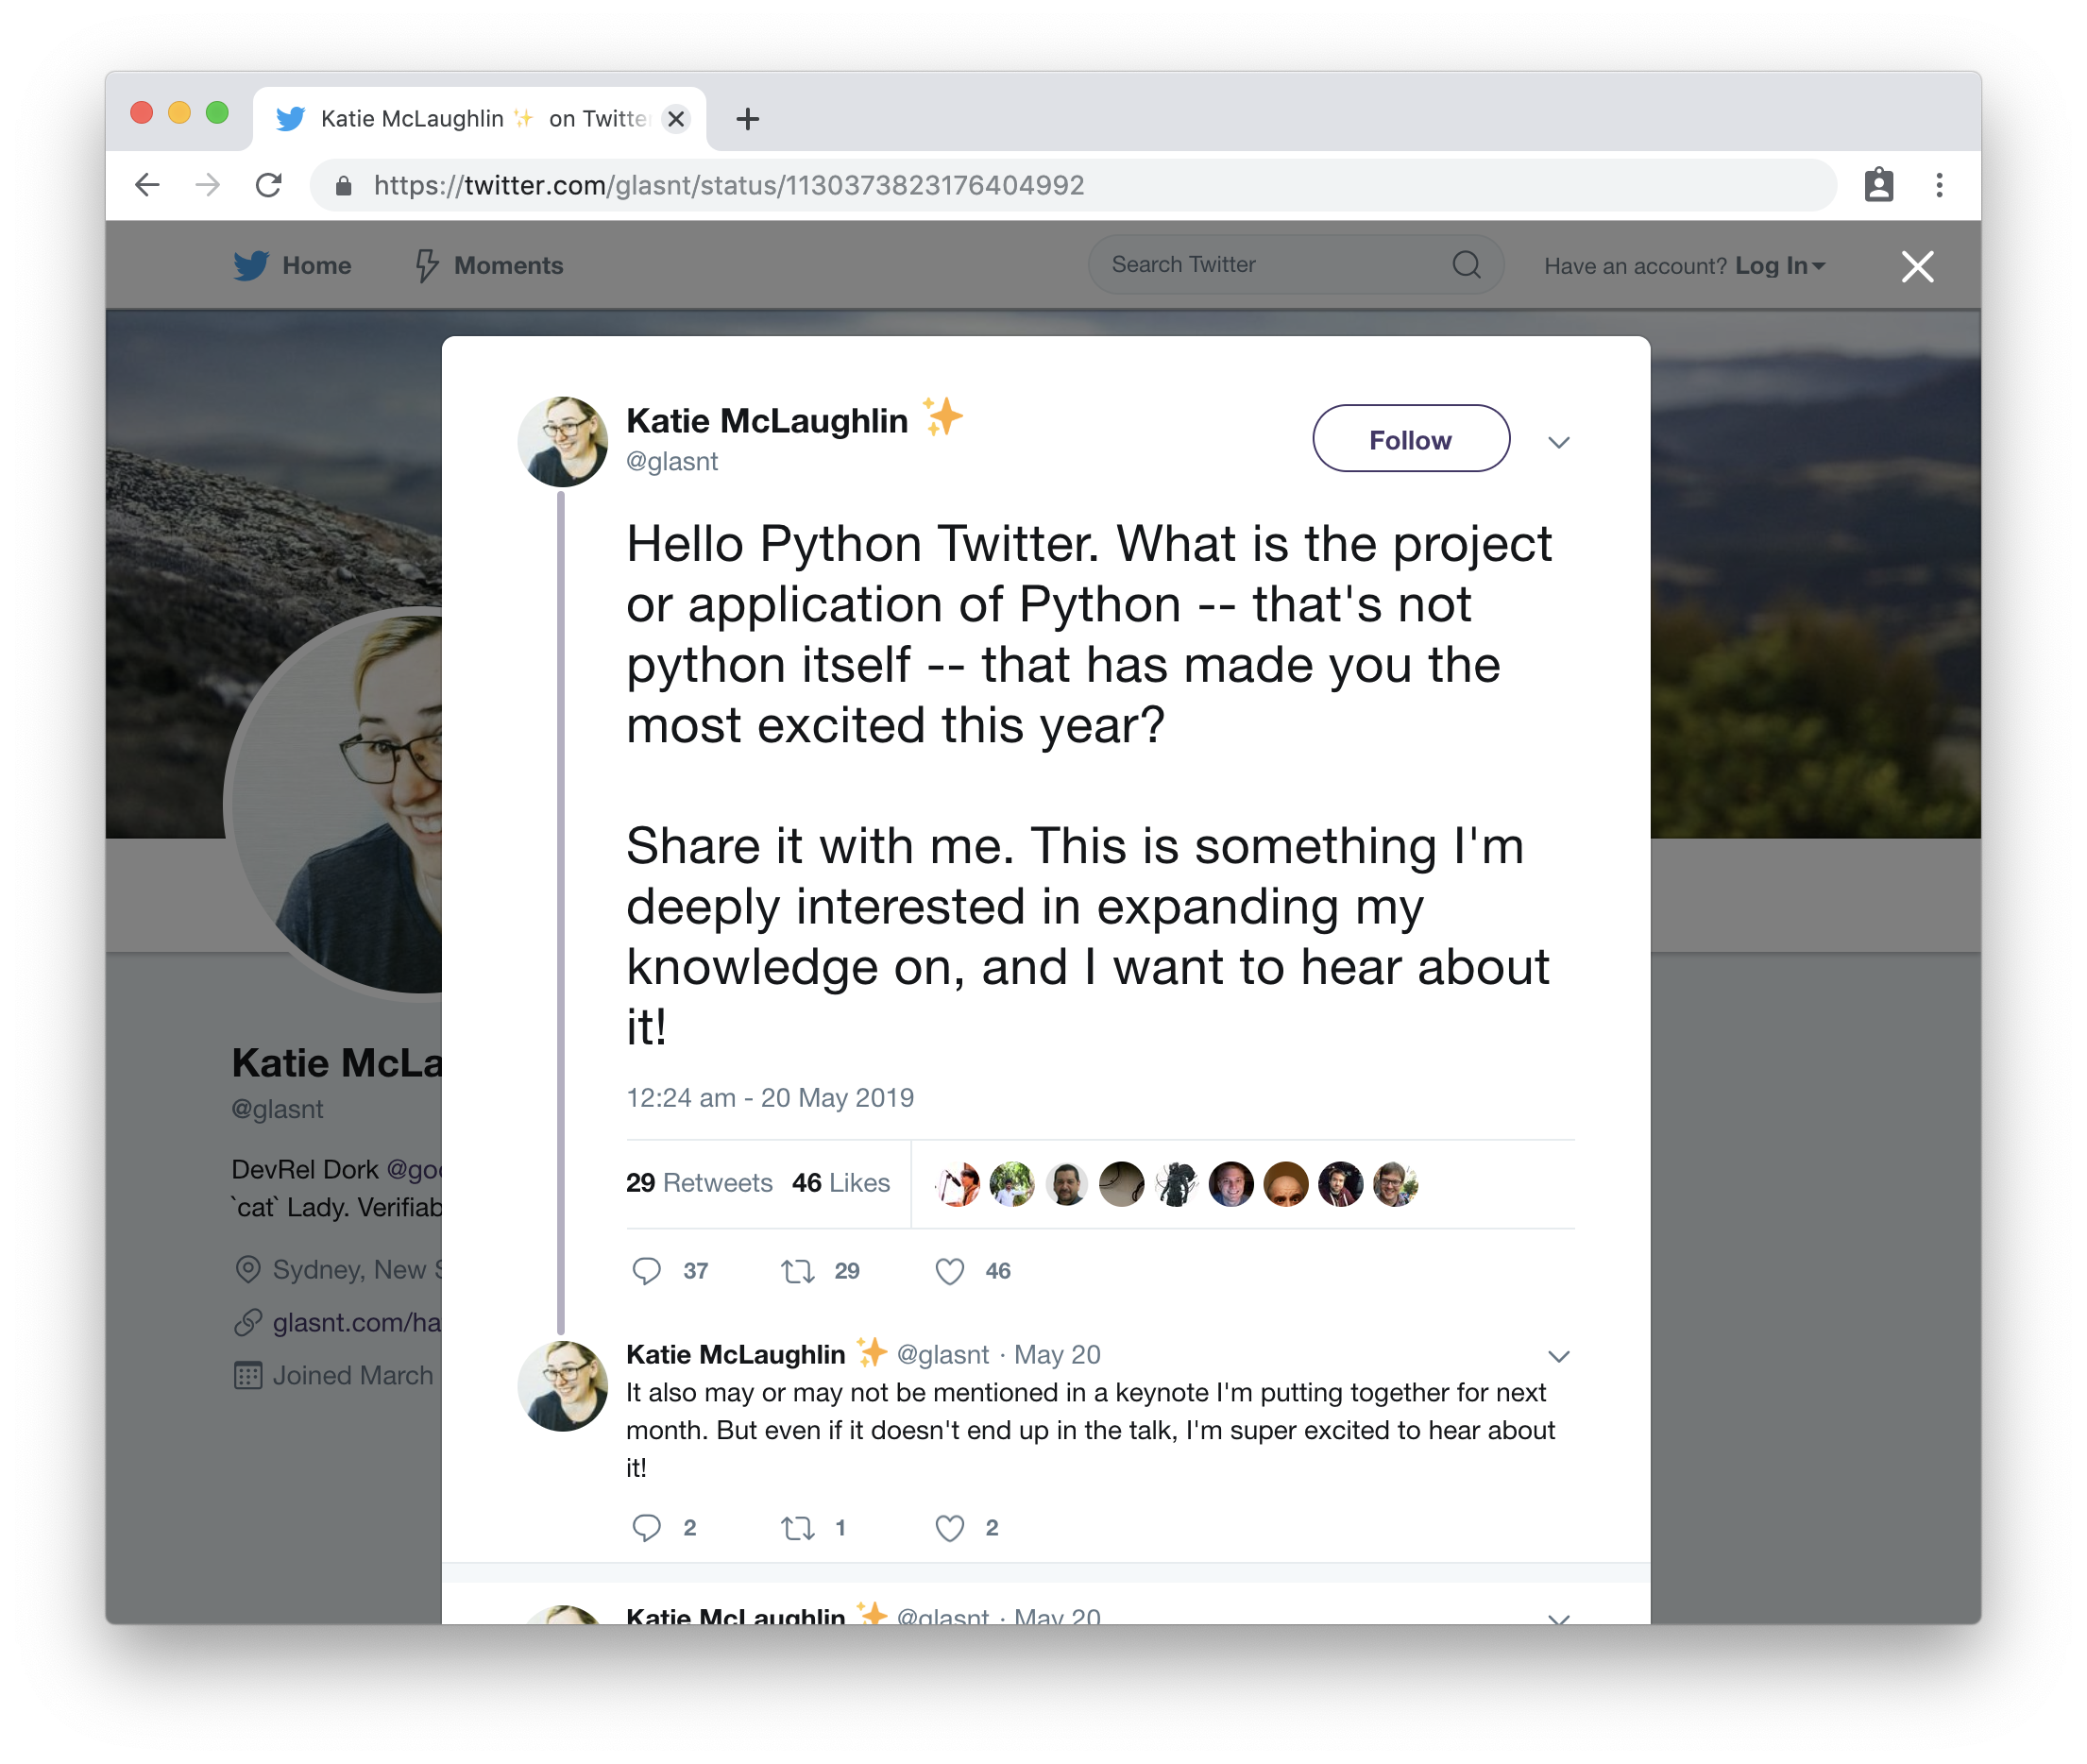 Katie McLaughlin ✨ on Twitte
https://twitter.com/glasnt/status/1130373823176404992
Home
Moments
Search Twitter
Have an account? Log In
Katie McLaughlin ✨
@glasnt
Follow
Hello Python Twitter. What is the project
or application of Python -- that's not
python itself -- that has made you the
most excited this year?
Share it with me. This is something I'm
deeply interested in expanding my
knowledge on, and I want to hear about
it!
12:24 am - 20 May 2019
29 Retweets 46 Likes
37 29 46
Katie McLaughlin ✨ @glasnt · May 20
It also may or may not be mentioned in a keynote I'm putting together for next
month. But even if it doesn't end up in the talk, I'm super excited to hear about
it!
2 1 2
Katie McLaughlin ✨ @glasnt · May 20
Katie McLa
@glasnt
DevRel Dork @goo
`cat` Lady. Verifiab
Sydney, New S
glasnt.com/ha
Joined March